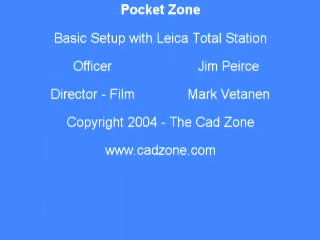 Pocket Zone
Basic Setup with Leica Total Station
Officer Jim Peirce
Director - Film Mark Vetanen
Copyright 2004 - The Cad Zone
www.cadzone.com